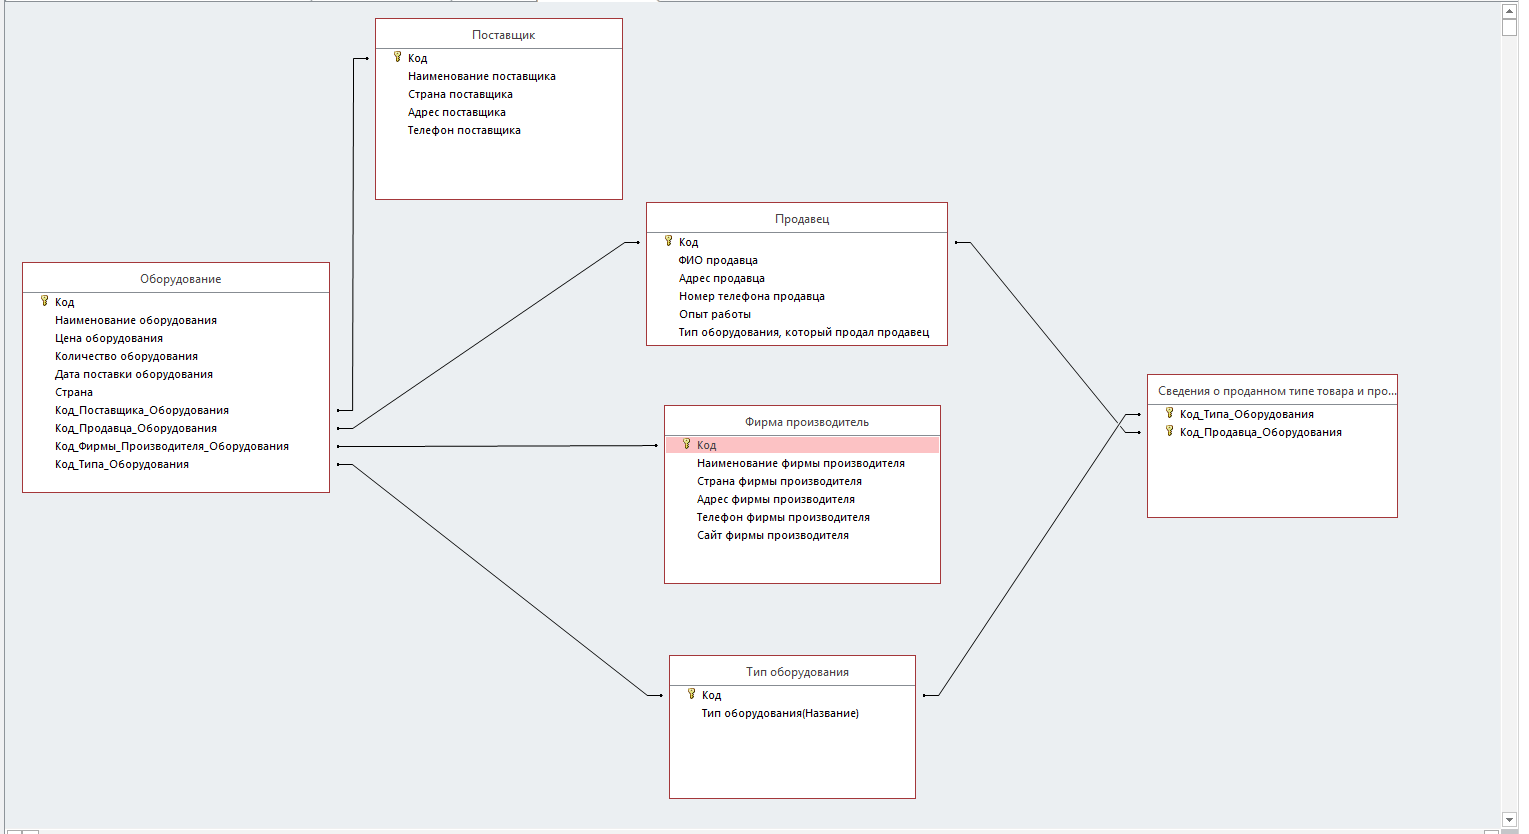 Поставщик
Код
Наименование поставщика
Страна поставщика
Адрес поставщика
Телефон поставщика
Продавец
Код
ФИО продавца
Адрес продавца
Номер телефона продавца
Опыт работы
Тип оборудования, который продал продавец
Оборудование
Код
Наименование оборудования
Цена оборудования
Количество оборудования
Дата поставки оборудования
Страна
Код_Поставщика_Оборудования
Код_Продавца_Оборудования
Код_Фирмы_Производителя_Оборудования
Код_Типа_Оборудования
Сведения о проданном типе товара и про...
Код_Типа_Оборудования
Код_Продавца_Оборудования
Фирма производитель
Код
Наименование фирмы производителя
Страна фирмы производителя
Адрес фирмы производителя
Телефон фирмы производителя
Сайт фирмы производителя
Тип оборудования
Код
Тип оборудования(Название)